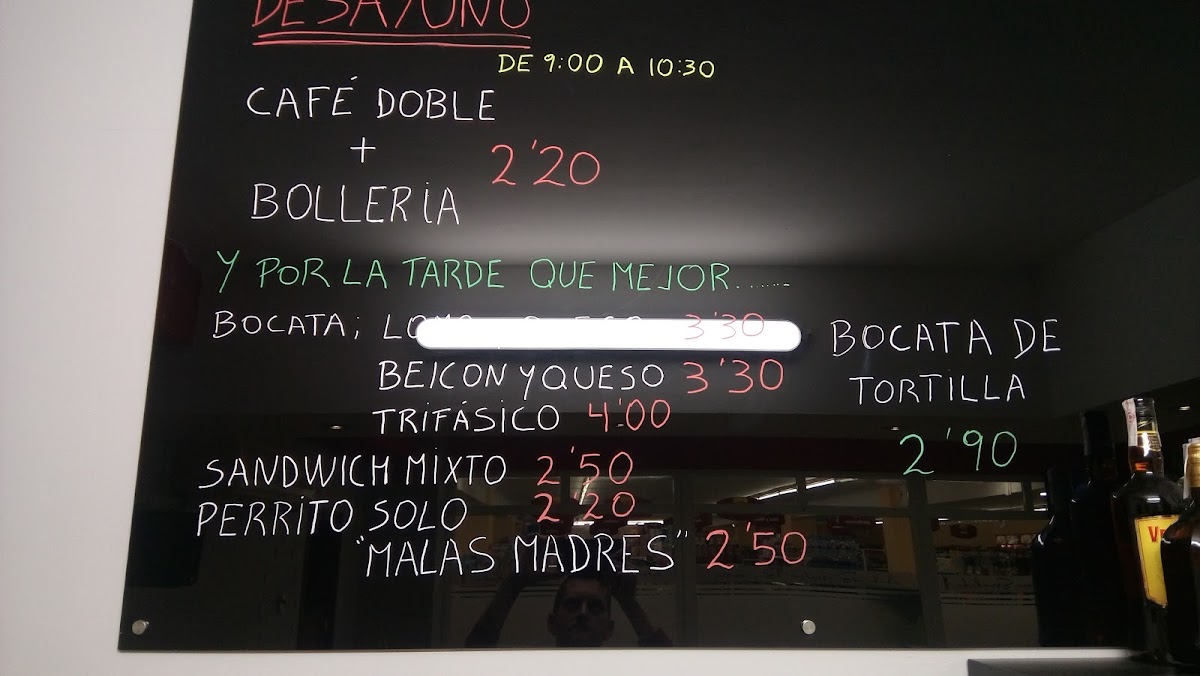 DESAYUNO
DE 9:00 A 10:30
CAFÉ DOBLE
+
2'20
BOLLERIA
Y POR LA TARDE QUE MEJOR.......
BOCATA; 3'30
BEICON Y QUESO 3'30
TRIFÁSICO 4'00
SANDWICH MIXTO 2'50
PERRITO SOLO 2'20
"MALAS MADRES" 2'50
BOCATA DE
TORTILLA
2'90